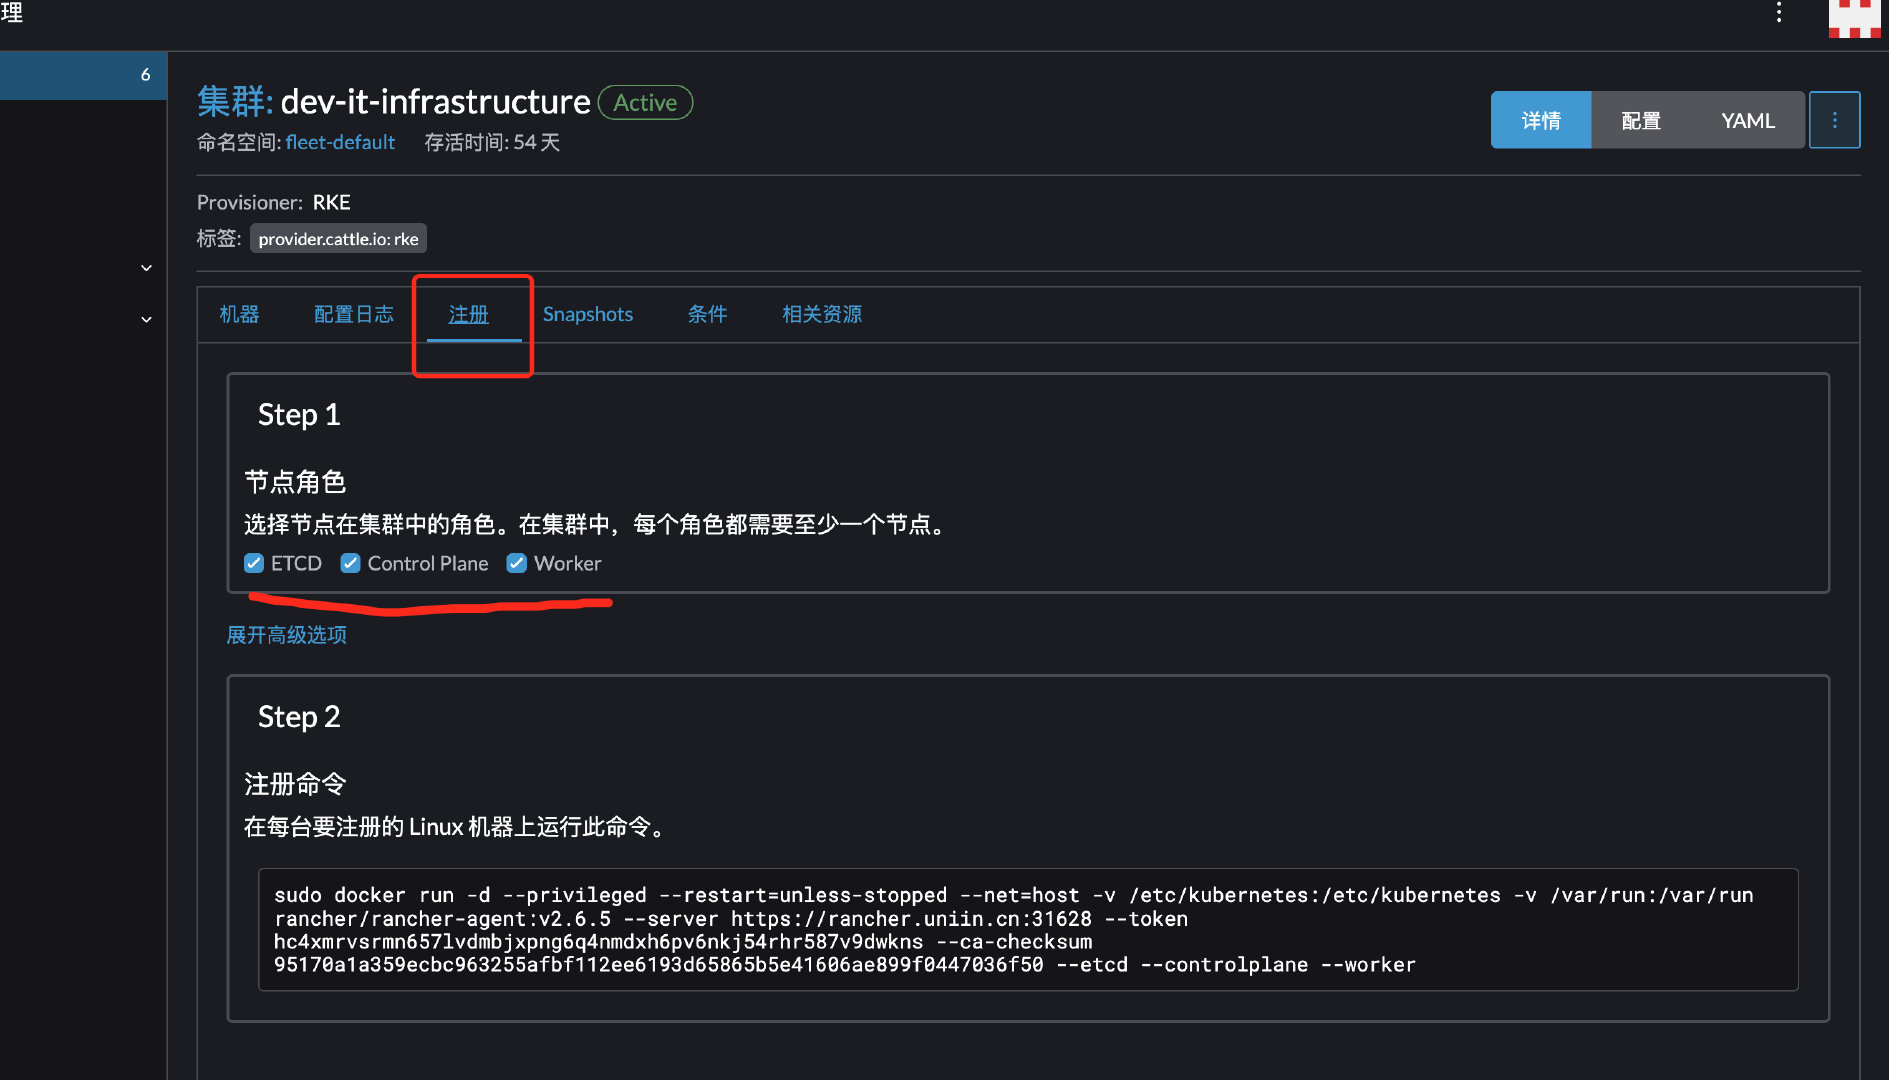 理
6
集群: dev-it-infrastructure Active
命名空间: fleet-default 存活时间: 54 天
详情 配置 YAML
Provisioner: RKE
标签: provider.cattle.io: rke
机器 配置日志 注册 Snapshots 条件 相关资源
Step 1
节点角色
选择节点在集群中的角色。在集群中，每个角色都需要至少一个节点。
ETCD Control Plane Worker
展开高级选项
Step 2
注册命令
在每台要注册的 Linux 机器上运行此命令。
sudo docker run -d --privileged --restart=unless-stopped --net=host -v /etc/kubernetes:/etc/kubernetes -v /var/run:/var/run
rancher/rancher-agent:v2.6.5 --server https://rancher.uniin.cn:31628 --token
hc4xmrvsrmn657lvdmbjxpng6q4nmdxh6pv6nkj54rhr587v9dwkns --ca-checksum
95170a1a359ecbc963255afbf112ee6193d65865b5e41606ae899f0447036f50 --etcd --controlplane --worker